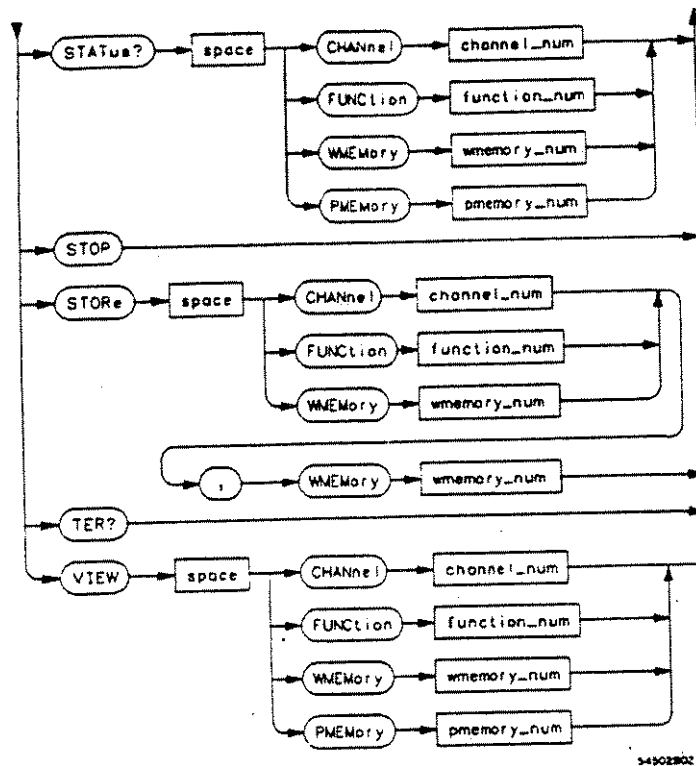 STATus? space CHANnel channel_num
FUNCtion function_num
WMEMory wmemory_num
PMEMory pmemory_num
STOP
STORe space CHANnel channel_num
FUNCtion function_num
WMEMory wmemory_num
, WMEMory wmemory_num
TER?
VIEW space CHANnel channel_num
FUNCtion function_num
WMEMory wmemory_num
PMEMory pmemory_num